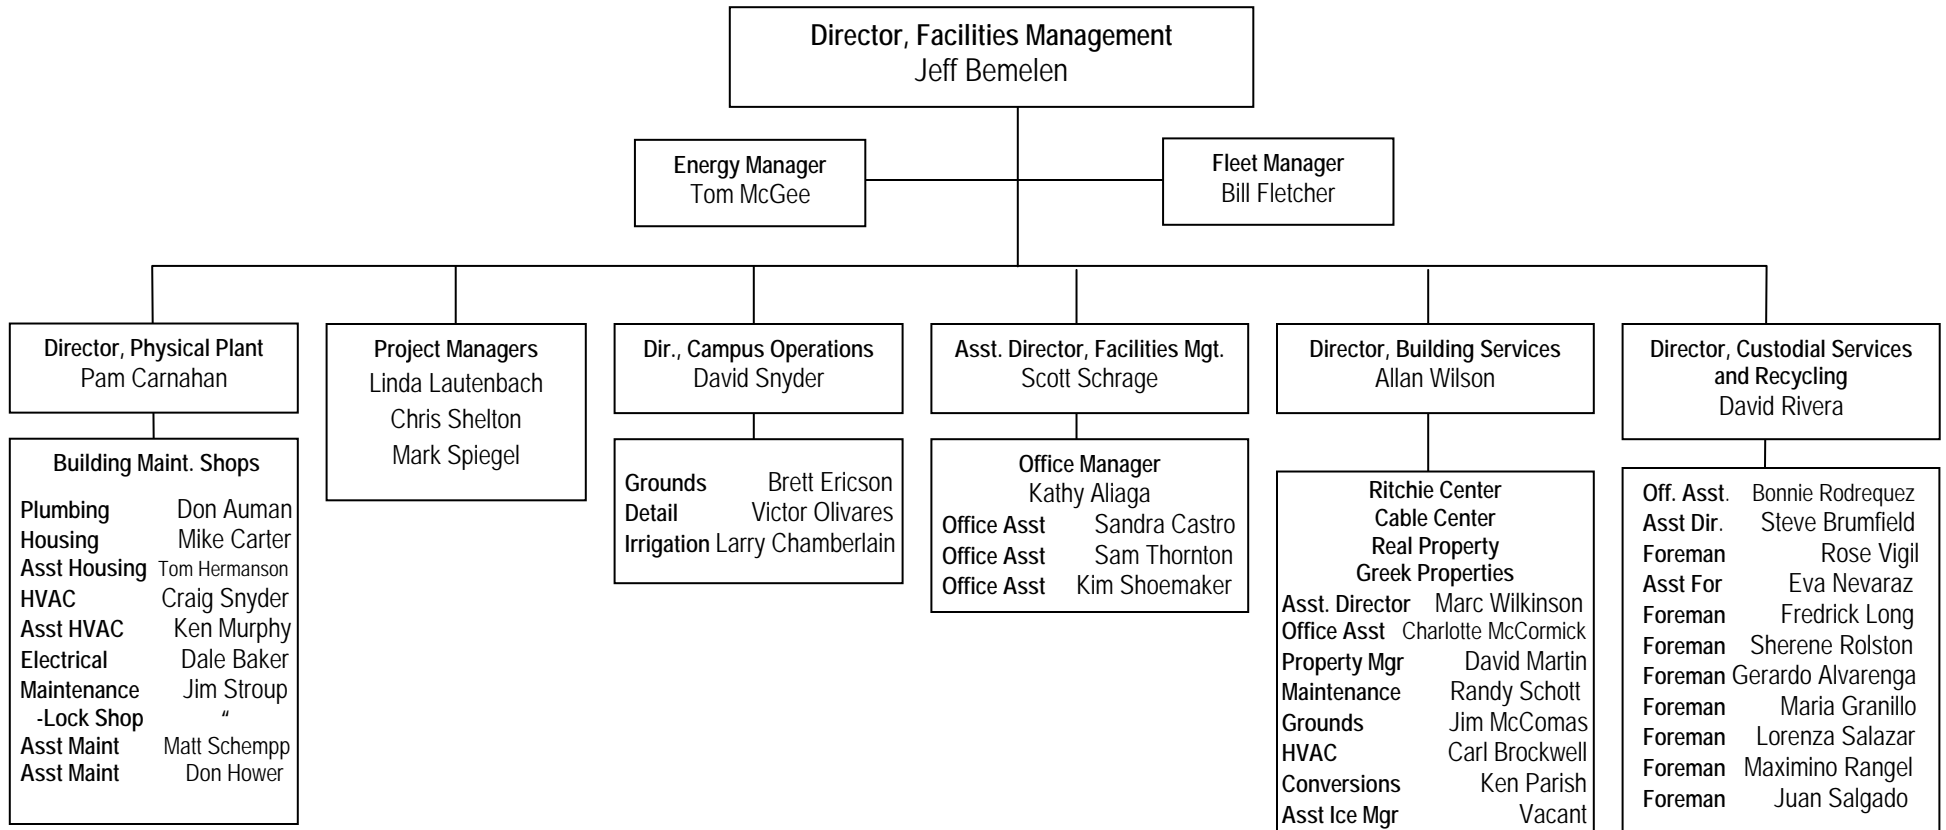 Director, Facilities Management
Jeff Bemelen
Energy Manager
Tom McGee
Fleet Manager
Bill Fletcher
Director, Physical Plant
Pam Carnahan
Building Maint. Shops
Plumbing Don Auman
Housing Mike Carter
Asst Housing Tom Hermanson
HVAC Craig Snyder
Asst HVAC Ken Murphy
Electrical Dale Baker
Maintenance Jim Stroup
-Lock Shop “
Asst Maint Matt Schempp
Asst Maint Don Hower
Project Managers
Linda Lautenbach
Chris Shelton
Mark Spiegel
Dir., Campus Operations
David Snyder
Grounds Brett Ericson
Detail Victor Olivares
Irrigation Larry Chamberlain
Asst. Director, Facilities Mgt.
Scott Schrage
Office Manager
Kathy Aliaga
Office Asst Sandra Castro
Office Asst Sam Thornton
Office Asst Kim Shoemaker
Director, Building Services
Allan Wilson
Ritchie Center
Cable Center
Real Property
Greek Properties
Asst. Director Marc Wilkinson
Office Asst Charlotte McCormick
Property Mgr David Martin
Maintenance Randy Schott
Grounds Jim McComas
HVAC Carl Brockwell
Conversions Ken Parish
Asst Ice Mgr Vacant
Director, Custodial Services
and Recycling
David Rivera
Off. Asst. Bonnie Rodrequez
Asst Dir. Steve Brumfield
Foreman Rose Vigil
Asst For Eva Nevaraz
Foreman Fredrick Long
Foreman Sherene Rolston
Foreman Gerardo Alvarenga
Foreman Maria Granillo
Foreman Lorenza Salazar
Foreman Maximino Rangel
Foreman Juan Salgado